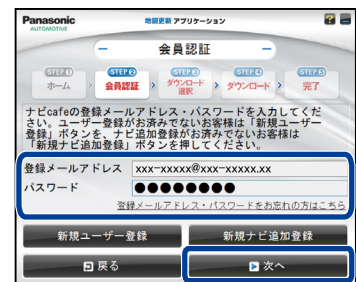 Panasonic
AUTOMOTIVE
地図更新 アプリケーション
?
会員認証
STEP 1
STEP 2
STEP 3
STEP 4
STEP 5
ホーム > 会員認証 > ダウンロード選択 > ダウンロード > 完了
ナビcafeの登録メールアドレス・パスワードを入力してくだ
さい。ユーザー登録がお済みでないお客様は「新規ユーザー
登録」ボタンを、ナビ追加登録がお済みでないお客様は
「新規ナビ追加登録」ボタンを押してください。
登録メールアドレス xxx-xxxxx@xxx-xxxxx.xx
パスワード ●●●●●●●●
登録メールアドレス・パスワードをお忘れの方はこちら
新規ユーザー登録
新規ナビ追加登録
戻る
次へ